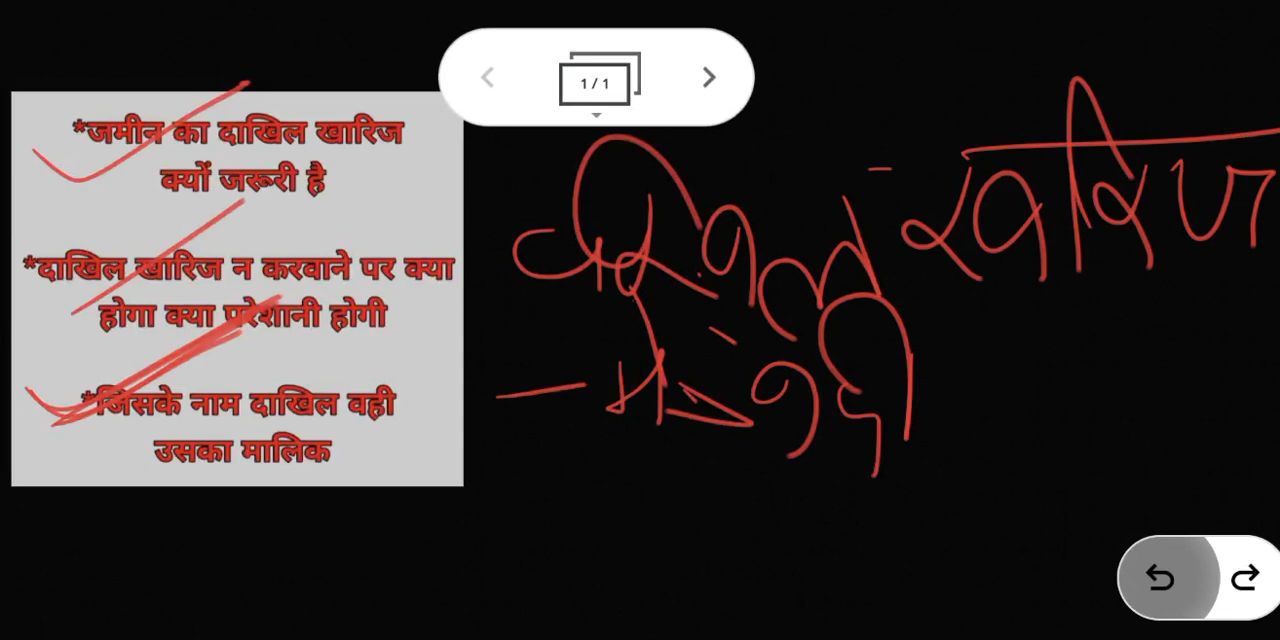 1 / 1
*जमीन का दाखिल खारिज
क्यों जरूरी है
*दाखिल खारिज न करवाने पर क्या
होगा क्या परेशानी होगी
*जिसके नाम दाखिल वही
उसका मालिक
खारिज